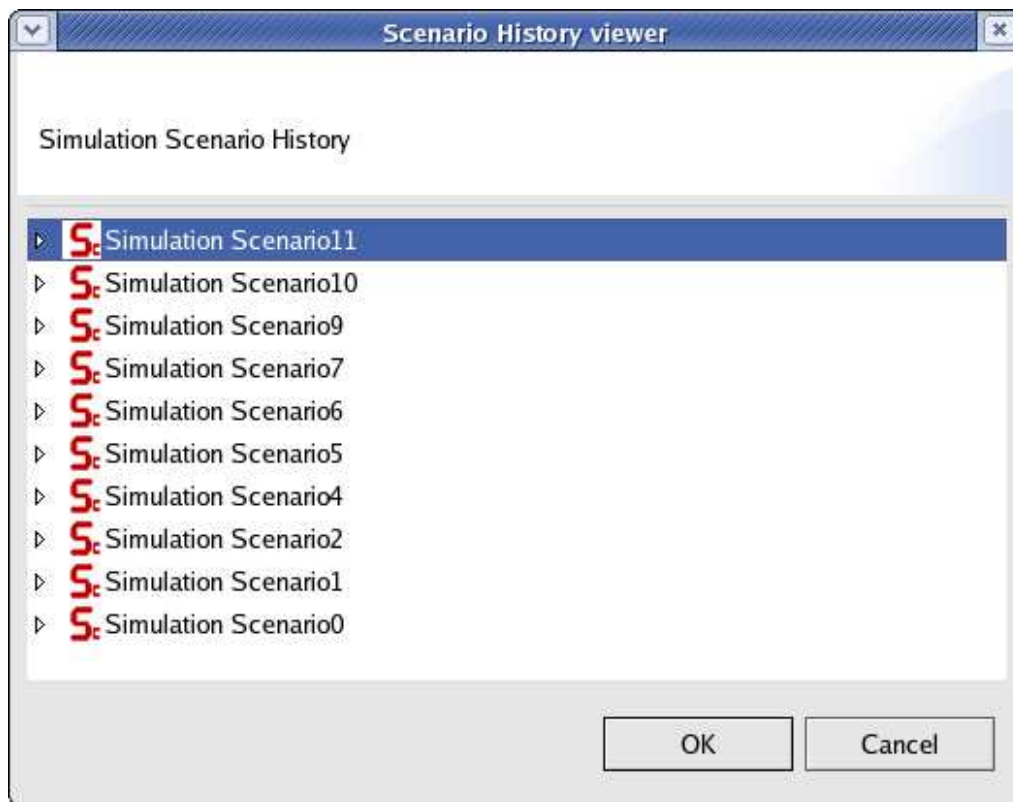 Scenario History viewer
Simulation Scenario History
Simulation Scenario11
Simulation Scenario10
Simulation Scenario9
Simulation Scenario7
Simulation Scenario6
Simulation Scenario5
Simulation Scenario4
Simulation Scenario2
Simulation Scenario1
Simulation Scenario0
OK Cancel